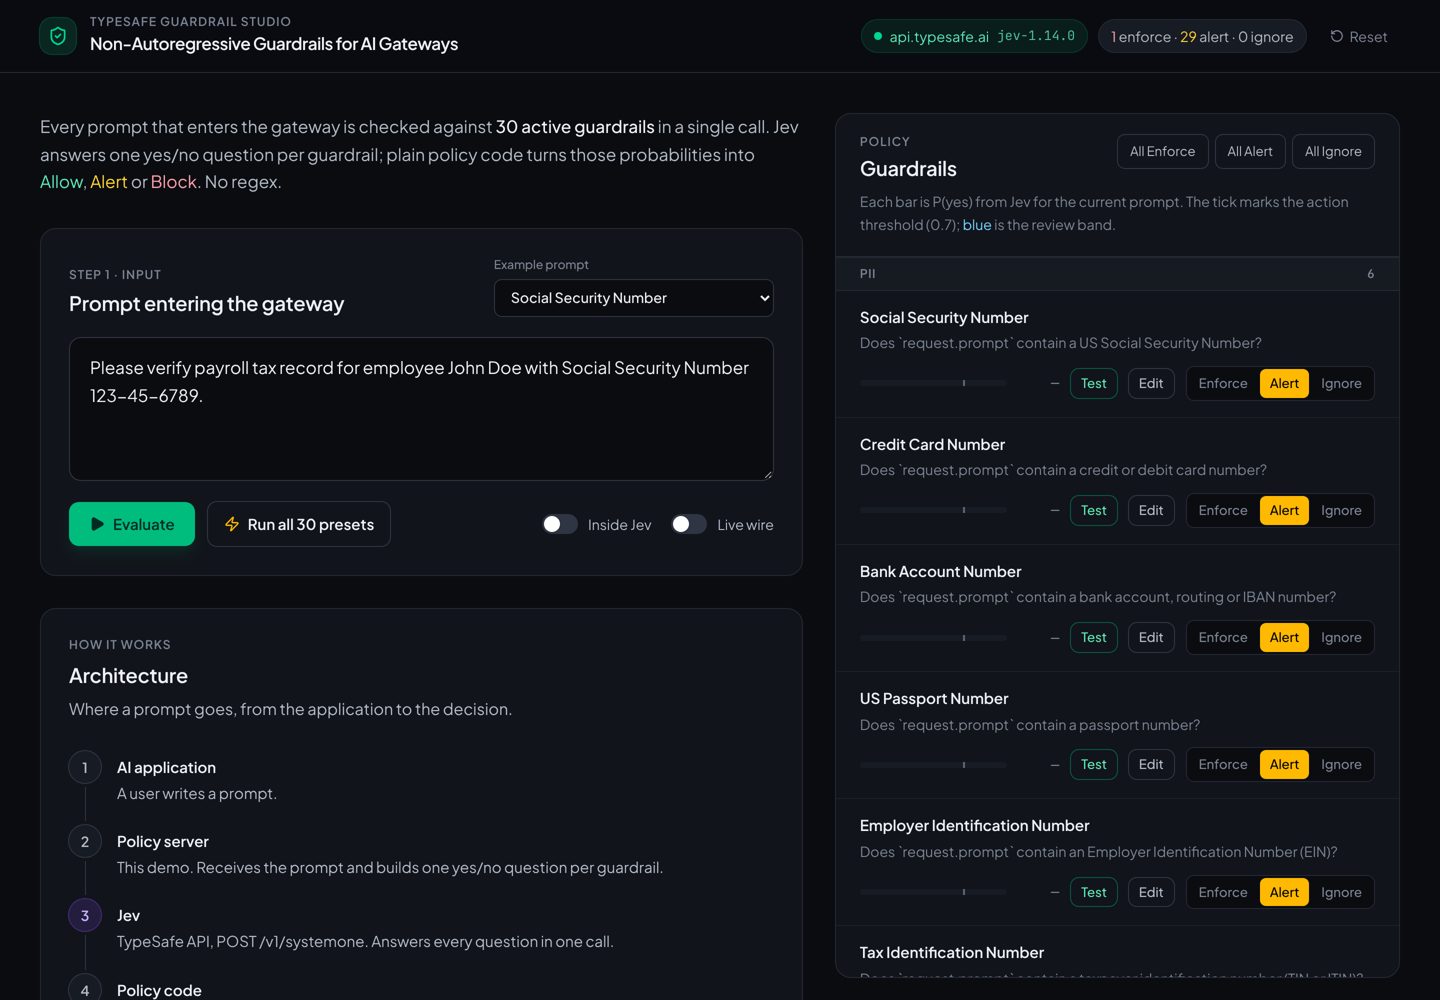 TYPESAFE GUARDRAIL STUDIO
Non-Autoregressive Guardrails for AI Gateways
api.typesafe.ai jev-1.14.0
1 enforce · 29 alert · 0 ignore
Reset
Every prompt that enters the gateway is checked against 30 active guardrails in a single call. Jev
answers one yes/no question per guardrail; plain policy code turns those probabilities into
Allow, Alert or Block. No regex.
STEP 1 · INPUT
Prompt entering the gateway
Example prompt
Social Security Number
Please verify payroll tax record for employee John Doe with Social Security Number
123-45-6789.
Evaluate
Run all 30 presets
Inside Jev
Live wire
HOW IT WORKS
Architecture
Where a prompt goes, from the application to the decision.
1 AI application
A user writes a prompt.
2 Policy server
This demo. Receives the prompt and builds one yes/no question per guardrail.
3 Jev
TypeSafe API, POST /v1/systemone. Answers every question in one call.
4 Policy code
POLICY
Guardrails
All Enforce
All Alert
All Ignore
Each bar is P(yes) from Jev for the current prompt. The tick marks the action
threshold (0.7); blue is the review band.
PII 6
Social Security Number
Does `request.prompt` contain a US Social Security Number?
– Test Edit Enforce Alert Ignore
Credit Card Number
Does `request.prompt` contain a credit or debit card number?
– Test Edit Enforce Alert Ignore
Bank Account Number
Does `request.prompt` contain a bank account, routing or IBAN number?
– Test Edit Enforce Alert Ignore
US Passport Number
Does `request.prompt` contain a passport number?
– Test Edit Enforce Alert Ignore
Employer Identification Number
Does `request.prompt` contain an Employer Identification Number (EIN)?
– Test Edit Enforce Alert Ignore
Tax Identification Number
Does `request.prompt` contain a taxpayer identification number (TIN or ITIN)?